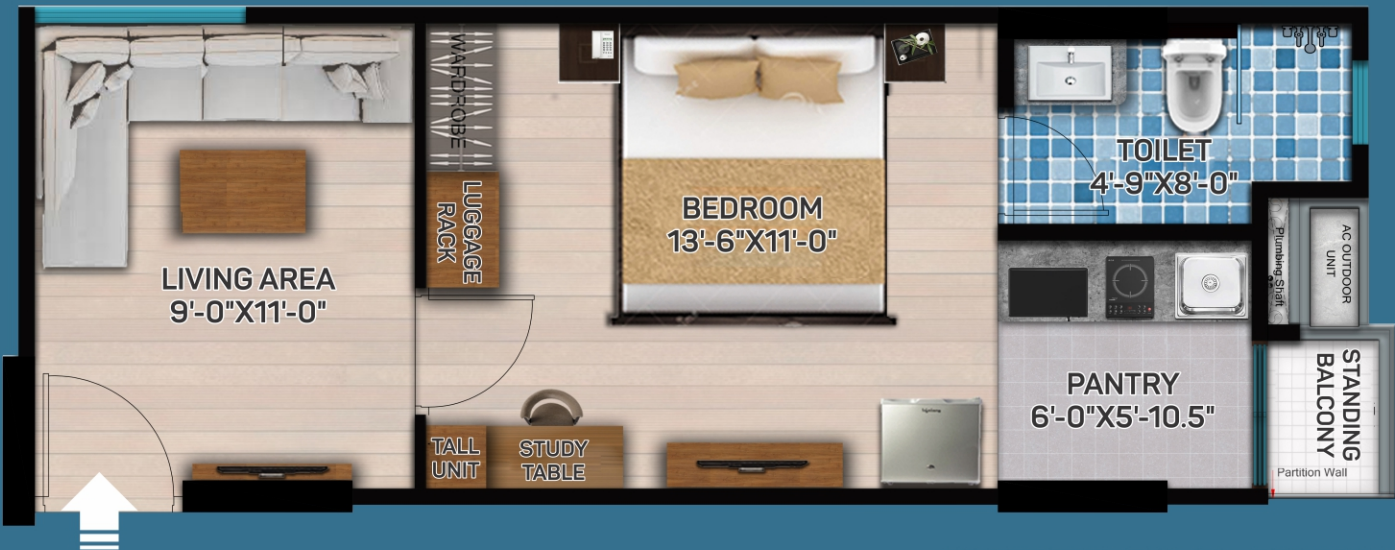 WARDROBE
LUGGAGE
RACK
LIVING AREA
9'-0"X11'-0"
BEDROOM
13'-6"X11'-0"
TOILET
4'-9"X8'-0"
Plumbing Shaft
AC OUTDOOR
UNIT
PANTRY
6'-0"X5'-10.5"
STANDING
BALCONY
Partition Wall
TALL
UNIT
STUDY
TABLE